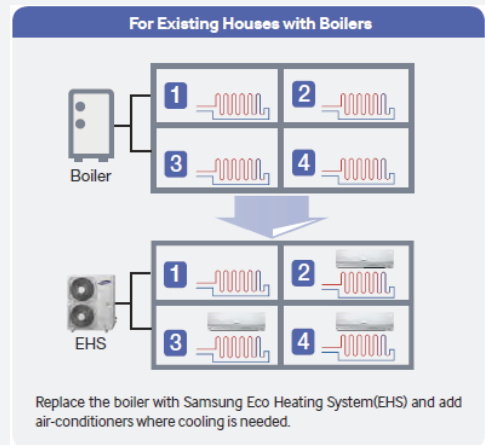 For Existing Houses with Boilers
1
2
3
4
Boiler
1
2
3
4
EHS
Replace the boiler with Samsung Eco Heating System(EHS) and add
air-conditioners where cooling is needed.